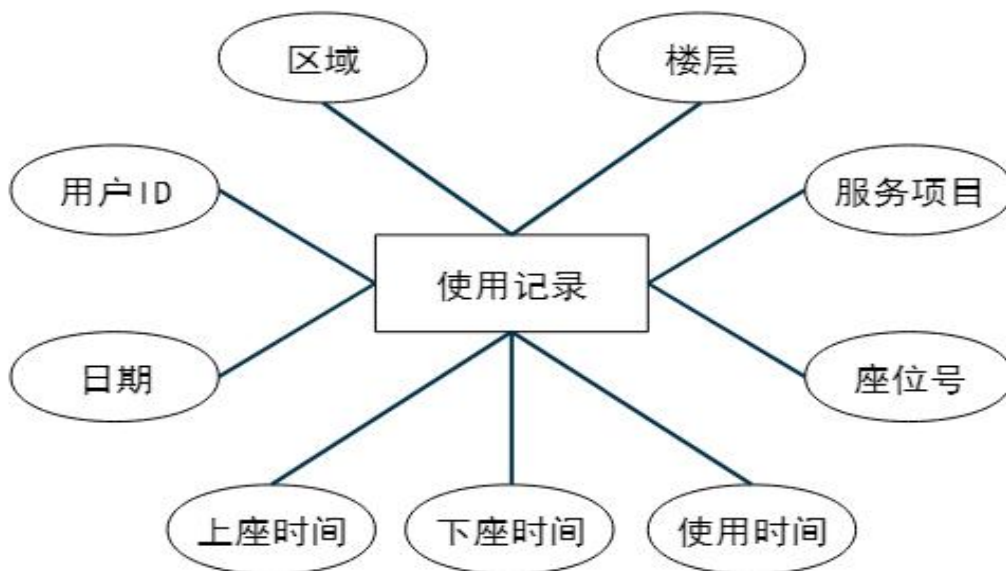 区域
楼层
用户ID
服务项目
使用记录
日期
座位号
上座时间
下座时间
使用时间